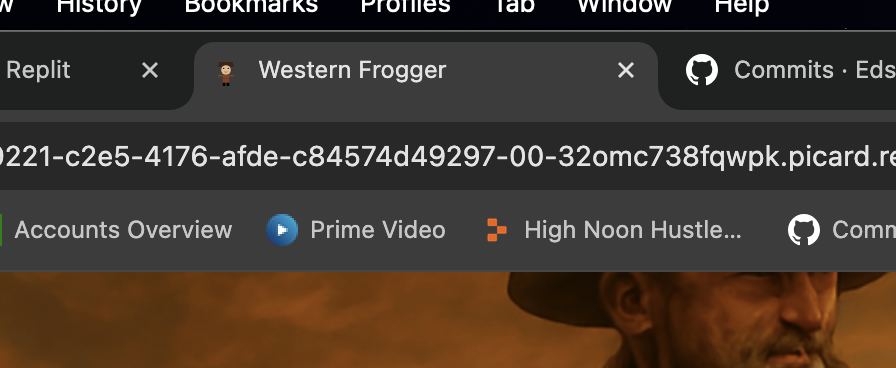 History Bookmarks Profiles Tab Window Help
Replit Western Frogger Commits · Eds
0221-c2e5-4176-afde-c84574d49297-00-32omc738fqwpk.picard.re
Accounts Overview Prime Video High Noon Hustle... Comm